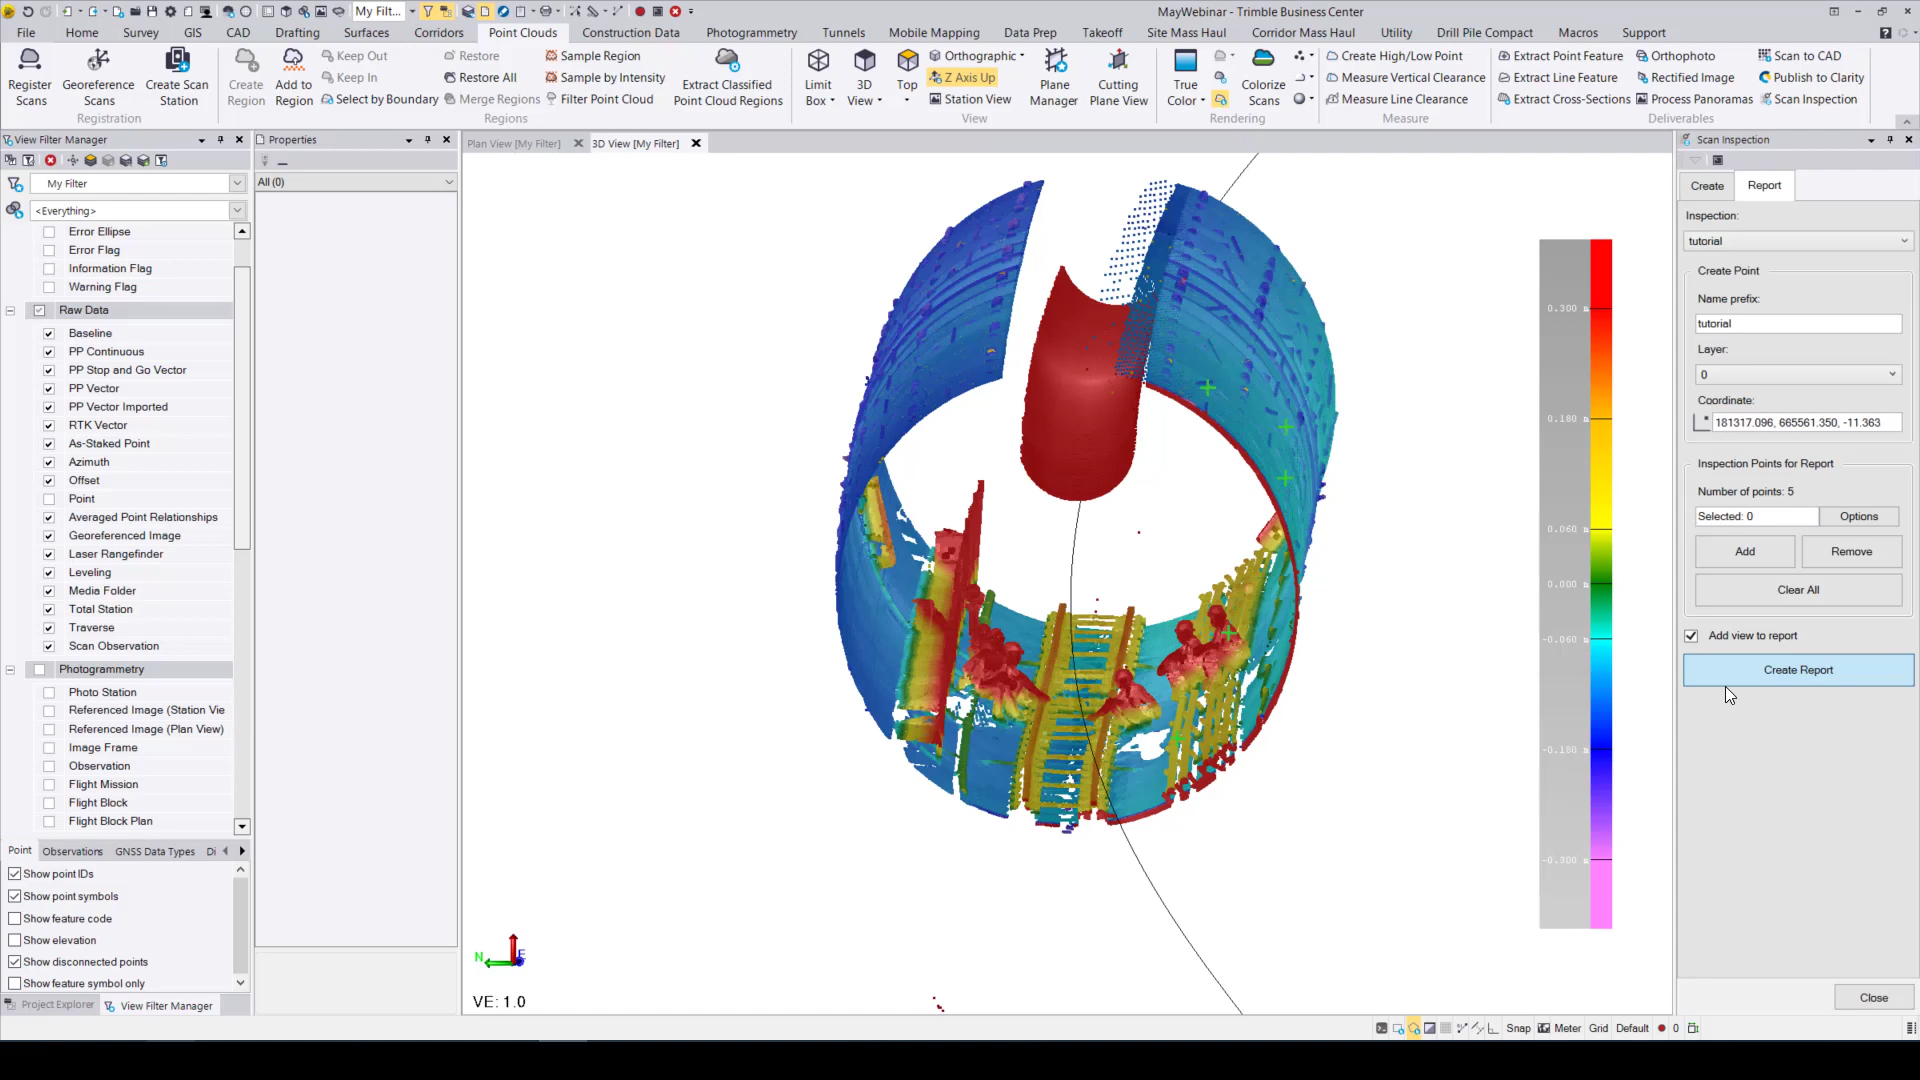 My Filt...
MayWebinar - Trimble Business Center
File Home Survey GIS CAD Drafting Surfaces Corridors Point Clouds Construction Data Photogrammetry Tunnels Mobile Mapping Data Prep Takeoff Site Mass Haul Corridor Mass Haul Utility Drill Pile Compact Macros Support
Register Scans
Georeference Scans
Create Scan Station
Registration
Create Region
Add to Region
Keep Out
Keep In
Select by Boundary
Restore
Restore All
Merge Regions
Sample Region
Sample by Intensity
Filter Point Cloud
Extract Classified Point Cloud Regions
Regions
Limit Box
3D View
Top
Orthographic
Z Axis Up
Station View
Plane Manager
Cutting Plane View
View
True Color
Colorize Scans
Rendering
Create High/Low Point
Measure Vertical Clearance
Measure Line Clearance
Measure
Extract Point Feature
Extract Line Feature
Extract Cross-Sections
Orthophoto
Rectified Image
Process Panoramas
Scan to CAD
Publish to Clarity
Scan Inspection
Deliverables
View Filter Manager
My Filter
<Everything>
Error Ellipse
Error Flag
Information Flag
Warning Flag
Raw Data
Baseline
PP Continuous
PP Stop and Go Vector
PP Vector
PP Vector Imported
RTK Vector
As-Staked Point
Azimuth
Offset
Point
Averaged Point Relationships
Georeferenced Image
Laser Rangefinder
Leveling
Media Folder
Total Station
Traverse
Scan Observation
Photogrammetry
Photo Station
Referenced Image (Station Vie
Referenced Image (Plan View)
Image Frame
Observation
Flight Mission
Flight Block
Flight Block Plan
Point Observations GNSS Data Types Di
Show point IDs
Show point symbols
Show feature code
Show elevation
Show disconnected points
Show feature symbol only
Project Explorer View Filter Manager
Properties
All (0)
Plan View [My Filter] 3D View [My Filter]
0.300 m
0.180 m
0.060 m
0.000 m
-0.060 m
-0.180 m
-0.300 m
N E
VE: 1.0
Scan Inspection
Create Report
Inspection:
tutorial
Create Point
Name prefix:
tutorial
Layer:
0
Coordinate:
181317.096, 665561.350, -11.363
Inspection Points for Report
Number of points: 5
Selected: 0 Options
Add Remove
Clear All
Add view to report
Create Report
Close
Snap Meter Grid Default 0